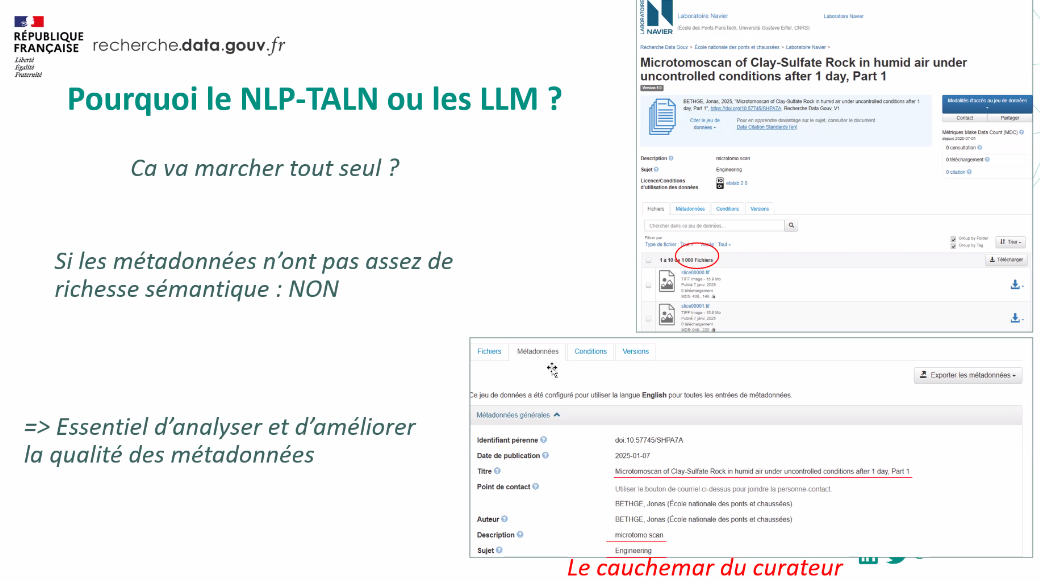 RÉPUBLIQUE
FRANÇAISE
Liberté
Égalité
Fraternité
recherche.data.gouv.fr
Pourquoi le NLP-TALN ou les LLM ?
Ca va marcher tout seul ?
Si les métadonnées n'ont pas assez de
richesse sémantique : NON
=> Essentiel d'analyser et d'améliorer
la qualité des métadonnées
LABORATOIRE
NAVIER
Laboratoire Navier
Laboratoire Navier
(École des Ponts ParisTech, Université Gustave Eiffel, CNRS)
Recherche Data Gouv > École nationale des ponts et chaussées > Laboratoire Navier >
Microtomoscan of Clay-Sulfate Rock in humid air under
uncontrolled conditions after 1 day, Part 1
Version 1.0
BETHGE, Jonas, 2025, "Microtomoscan of Clay-Sulfate Rock in humid air under uncontrolled conditions after 1
day, Part 1", https://doi.org/10.57745/SHPA7A, Recherche Data Gouv, V1
Citer le jeu de
données
Pour en apprendre davantage sur le sujet, consulter le document
Data Citation Standards [en].
Modalités d'accès au jeu de données
Contact
Partager
Métriques Make Data Count (MDC)
depuis 2020-07-01
0 consultation
0 téléchargement
0 citation
Description
microtomo scan
Sujet
Engineering
Licence/Conditions
d'utilisation des données
etalab 2.0
Fichiers
Métadonnées
Conditions
Versions
Chercher dans ce jeu de données...
Filtrer par
Type de fichier : Tout
Accès : Tout
Group by Folder
Group by Tag
Trier
1 à 10 de 1 000 Fichiers
Télécharger
slice00000.tif
TIFF Image - 15.9 Mo
Publié 7 janv. 2025
0 téléchargement
slice00001.tif
TIFF Image - 15.9 Mo
Publié 7 janv. 2025
0 téléchargement
Fichiers
Métadonnées
Conditions
Versions
Exporter les métadonnées
Ce jeu de données a été configuré pour utiliser la langue English pour toutes les entrées de métadonnées.
Métadonnées générales
Identifiant pérenne
doi:10.57745/SHPA7A
Date de publication
2025-01-07
Titre
Microtomoscan of Clay-Sulfate Rock in humid air under uncontrolled conditions after 1 day, Part 1
Point de contact
Utiliser le bouton de courriel ci-dessus pour joindre la personne-contact.
BETHGE, Jonas (École nationale des ponts et chaussées)
Auteur
BETHGE, Jonas (École nationale des ponts et chaussées)
Description
microtomo scan
Sujet
Engineering
Le cauchemar du curateur